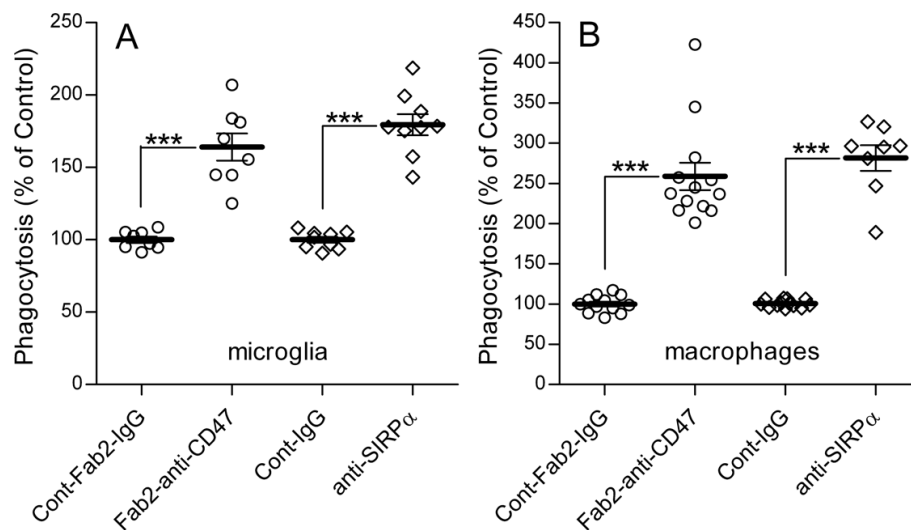 A
Phagocytosis (% of Control)
250
200
150
100
50
0
***
***
microglia
Cont-Fab2-IgG
Fab2-anti-CD47
Cont-IgG
anti-SIRPα
B
Phagocytosis (% of Control)
450
400
350
300
250
200
150
100
50
0
***
***
macrophages
Cont-Fab2-IgG
Fab2-anti-CD47
Cont-IgG
anti-SIRPα